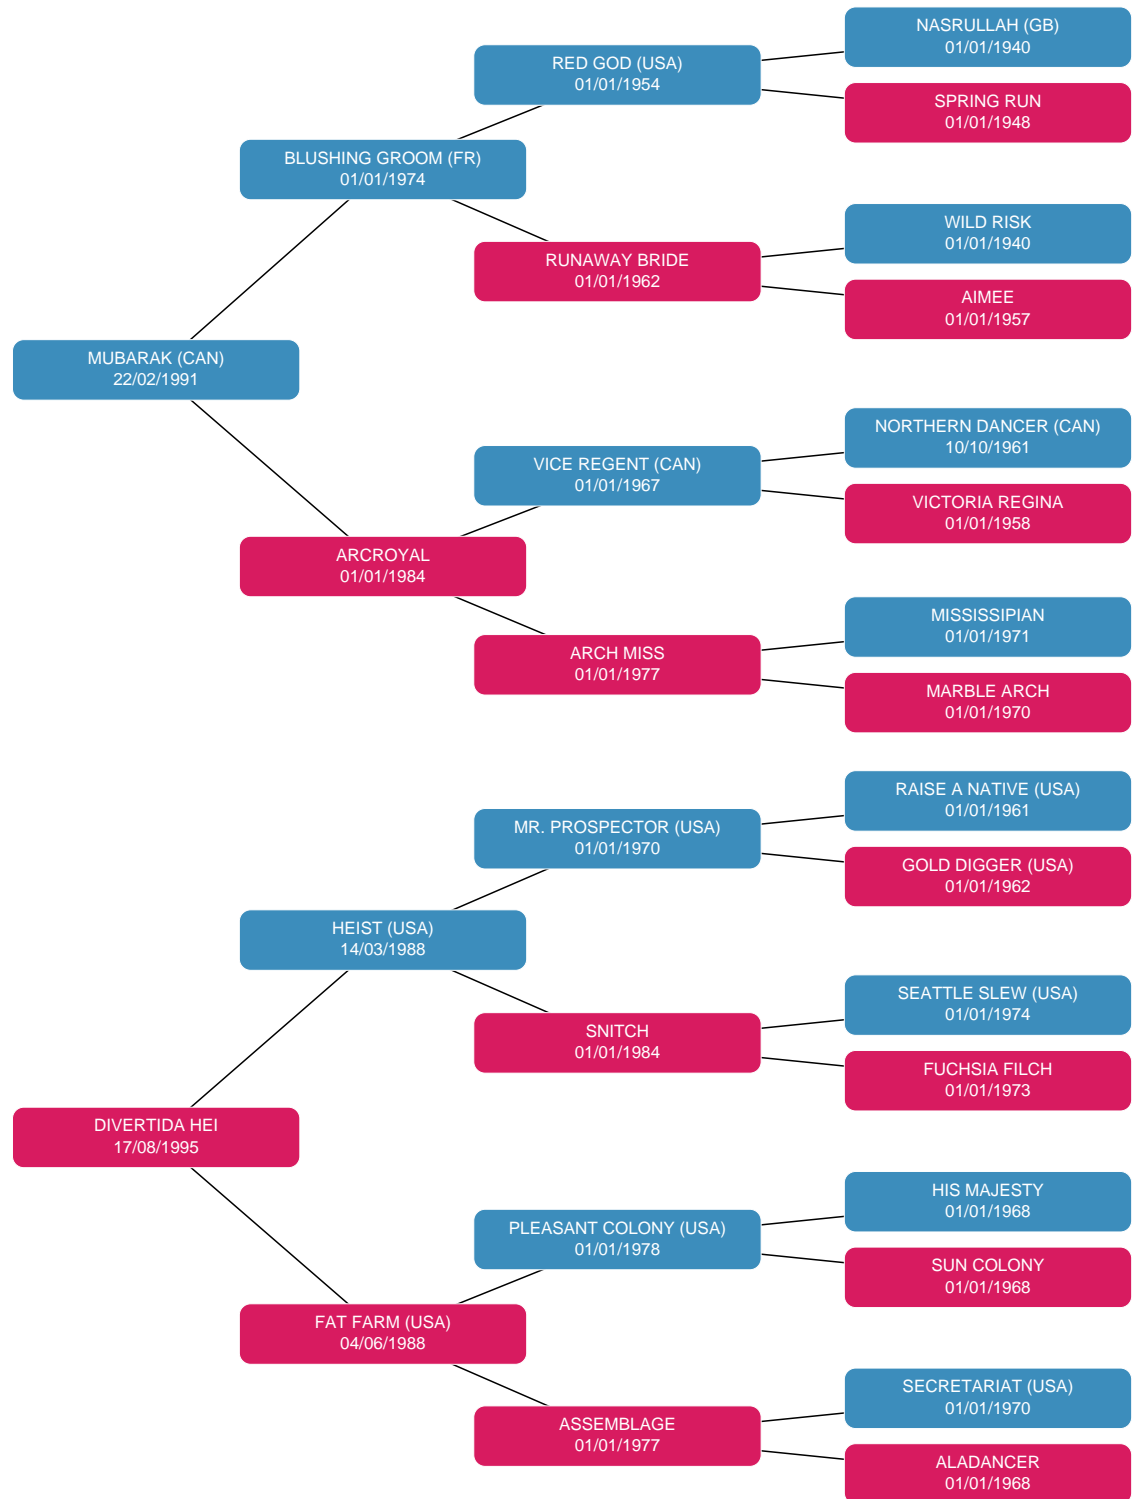 NASRULLAH (GB)
01/01/1940
RED GOD (USA)
01/01/1954
SPRING RUN
01/01/1948
BLUSHING GROOM (FR)
01/01/1974
WILD RISK
01/01/1940
RUNAWAY BRIDE
01/01/1962
AIMEE
01/01/1957
MUBARAK (CAN)
22/02/1991
NORTHERN DANCER (CAN)
10/10/1961
VICE REGENT (CAN)
01/01/1967
VICTORIA REGINA
01/01/1958
ARCROYAL
01/01/1984
MISSISSIPIAN
01/01/1971
ARCH MISS
01/01/1977
MARBLE ARCH
01/01/1970
RAISE A NATIVE (USA)
01/01/1961
MR. PROSPECTOR (USA)
01/01/1970
GOLD DIGGER (USA)
01/01/1962
HEIST (USA)
14/03/1988
SEATTLE SLEW (USA)
01/01/1974
SNITCH
01/01/1984
FUCHSIA FILCH
01/01/1973
DIVERTIDA HEI
17/08/1995
HIS MAJESTY
01/01/1968
PLEASANT COLONY (USA)
01/01/1978
SUN COLONY
01/01/1968
FAT FARM (USA)
04/06/1988
SECRETARIAT (USA)
01/01/1970
ASSEMBLAGE
01/01/1977
ALADANCER
01/01/1968